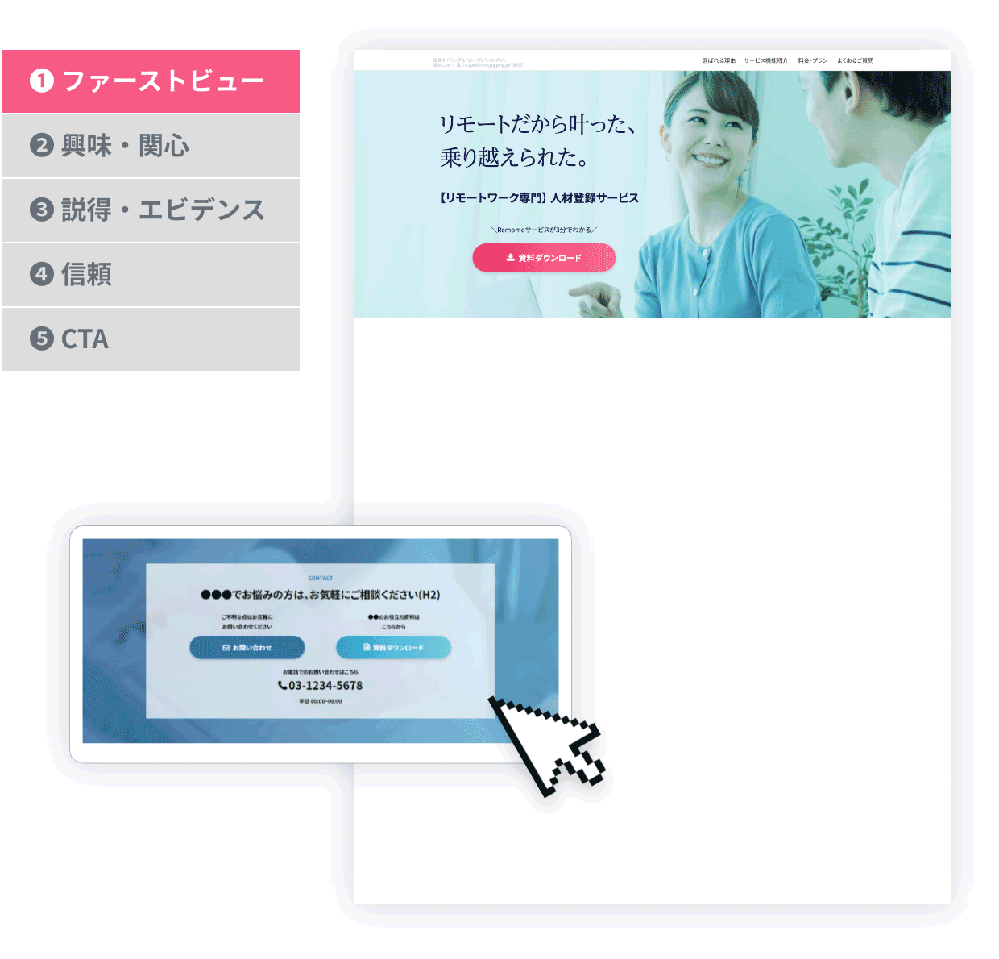 ❶ ファーストビュー
❷ 興味・関心
❸ 説得・エビデンス
❹ 信頼
❺ CTA
選ばれる理由 サービス機能紹介 料金・プラン よくあるご質問
リモートだから叶った、
乗り越えられた。
【リモートワーク専門】人材登録サービス
＼Remomoサービスが3分でわかる／
資料ダウンロード
CONTACT
●●●でお悩みの方は、お気軽にご相談ください(H2)
ご不明な点はお気軽に
お問い合わせください
お問い合わせ
●●のお役立ち資料は
こちらから
資料ダウンロード
お電話でのお問い合わせはこちら
03-1234-5678
平日 00:00~00:00